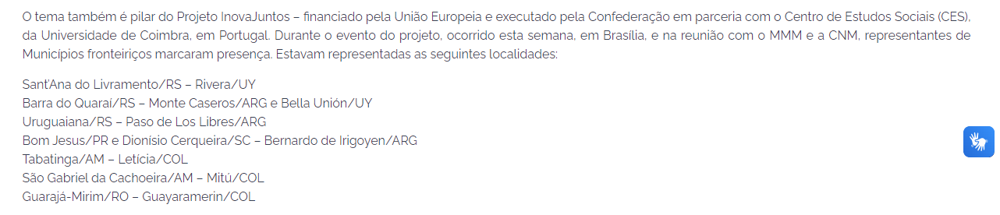 O tema também é pilar do Projeto InovaJuntos – financiado pela União Europeia e executado pela Confederação em parceria com o Centro de Estudos Sociais (CES),
da Universidade de Coimbra, em Portugal. Durante o evento do projeto, ocorrido esta semana, em Brasília, e na reunião com o MMM e a CNM, representantes de
Municípios fronteiriços marcaram presença. Estavam representadas as seguintes localidades:
Sant'Ana do Livramento/RS – Rivera/UY
Barra do Quaraí/RS – Monte Caseros/ARG e Bella Unión/UY
Uruguaiana/RS – Paso de Los Libres/ARG
Bom Jesus/PR e Dionísio Cerqueira/SC – Bernardo de Irigoyen/ARG
Tabatinga/AM – Letícia/COL
São Gabriel da Cachoeira/AM – Mitú/COL
Guarajá-Mirim/RO – Guayaramerin/COL